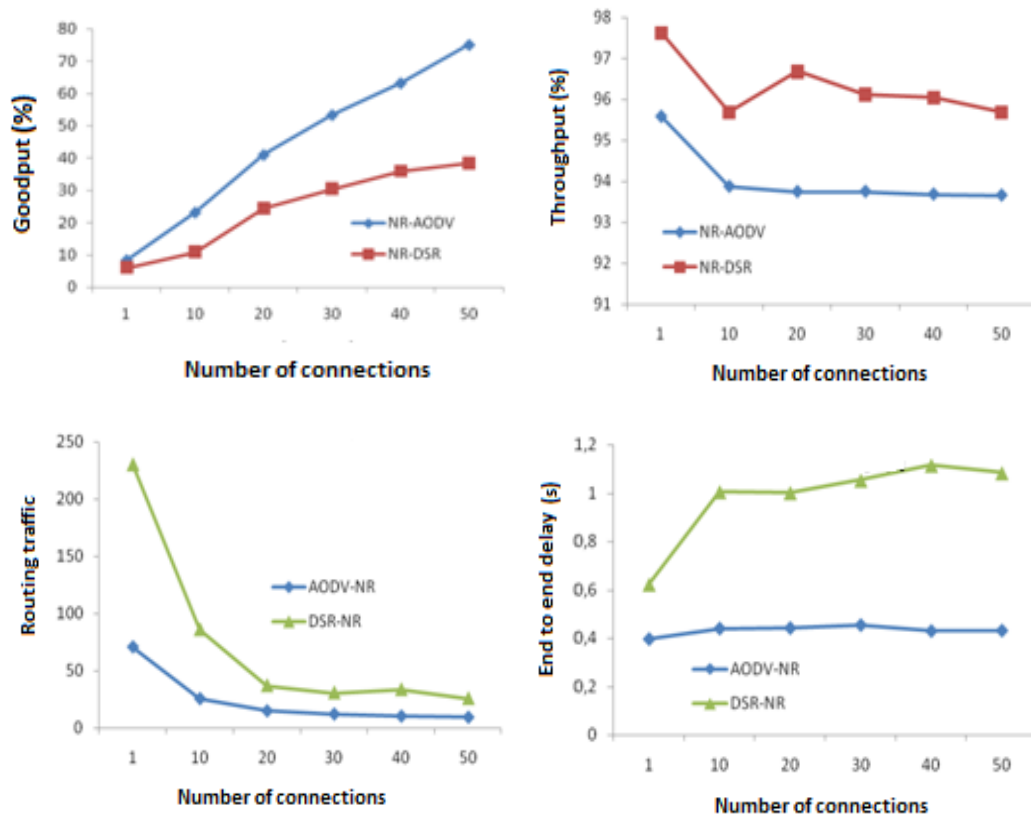 80
70
60
50
40
30
20
10
0
Goodput (%)
NR-AODV
NR-DSR
1 10 20 30 40 50
Number of connections
98
97
96
95
94
93
92
91
Throughput (%)
NR-AODV
NR-DSR
1 10 20 30 40 50
Number of connections
250
200
150
100
50
0
Routing traffic
AODV-NR
DSR-NR
1 10 20 30 40 50
Number of connections
1,2
1
0,8
0,6
0,4
0,2
0
End to end delay (s)
AODV-NR
DSR-NR
1 10 20 30 40 50
Number of connections